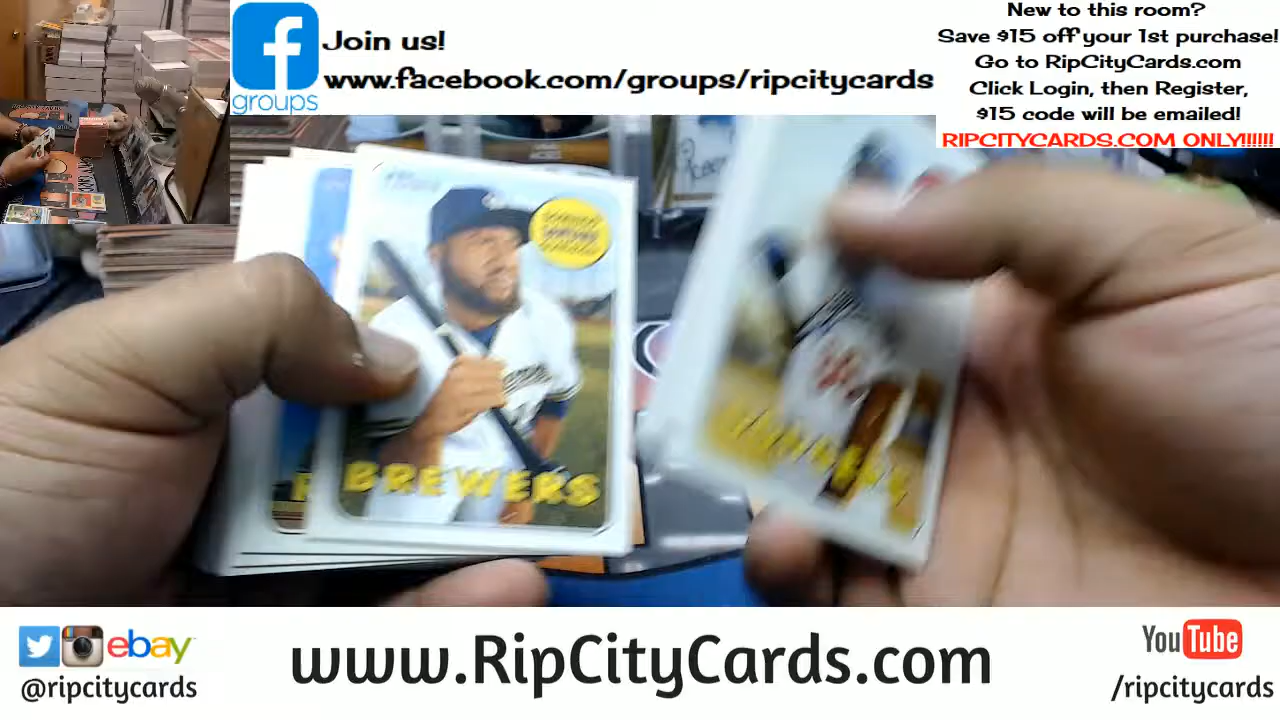 Join us!
www.facebook.com/groups/ripcitycards
groups
New to this room?
Save $15 off your 1st purchase!
Go to RipCityCards.com
Click Login, then Register,
$15 code will be emailed!
RIPCITYCARDS.COM ONLY!!!!!!
BREWERS
ebay
@ripcitycards
www.RipCityCards.com
YouTube
/ripcitycards